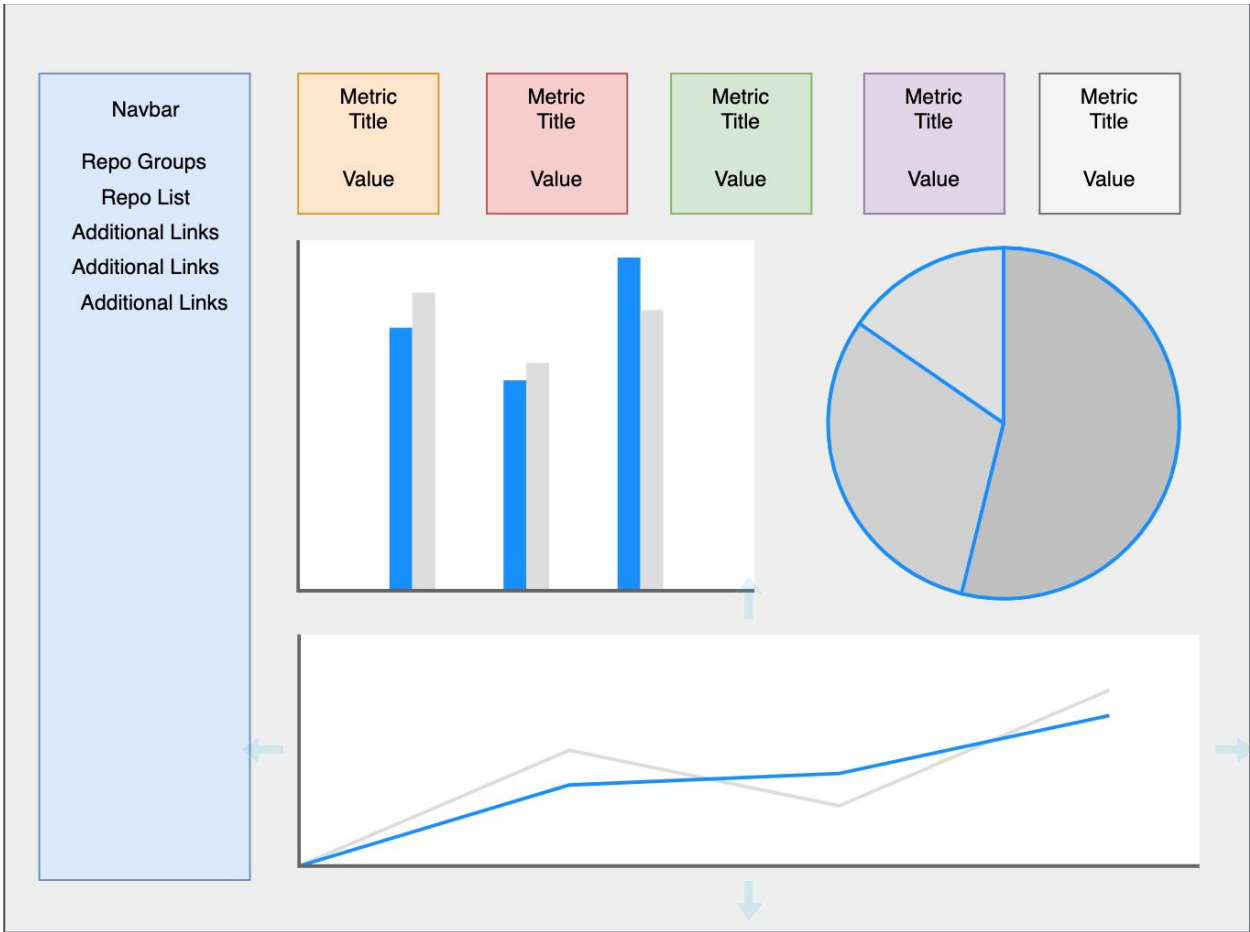 Navbar
Repo Groups
Repo List
Additional Links
Additional Links
Additional Links
Metric
Title
Value
Metric
Title
Value
Metric
Title
Value
Metric
Title
Value
Metric
Title
Value